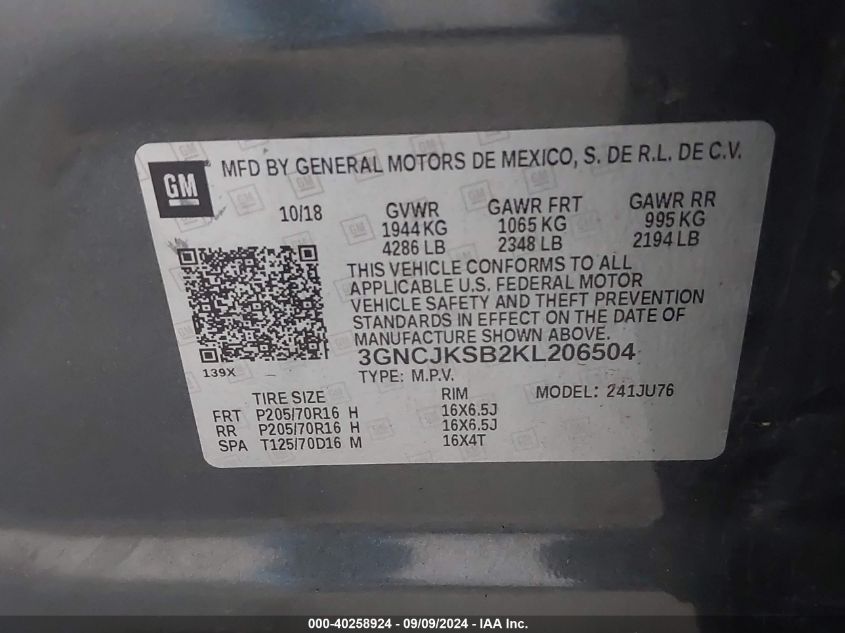 GM
MFD BY GENERAL MOTORS DE MEXICO, S. DE R.L. DE C.V.
10/18 GVWR GAWR FRT GAWR RR
1944 KG 1065 KG 995 KG
4286 LB 2348 LB 2194 LB
THIS VEHICLE CONFORMS TO ALL
APPLICABLE U.S. FEDERAL MOTOR
VEHICLE SAFETY AND THEFT PREVENTION
STANDARDS IN EFFECT ON THE DATE OF
MANUFACTURE SHOWN ABOVE.
3GNCJKSB2KL206504
139X TYPE: M.P.V. MODEL: 241JU76
TIRE SIZE RIM
FRT P205/70R16 H 16X6.5J
RR P205/70R16 H 16X6.5J
SPA T125/70D16 M 16X4T
000-40258924 - 09/09/2024 - IAA Inc.